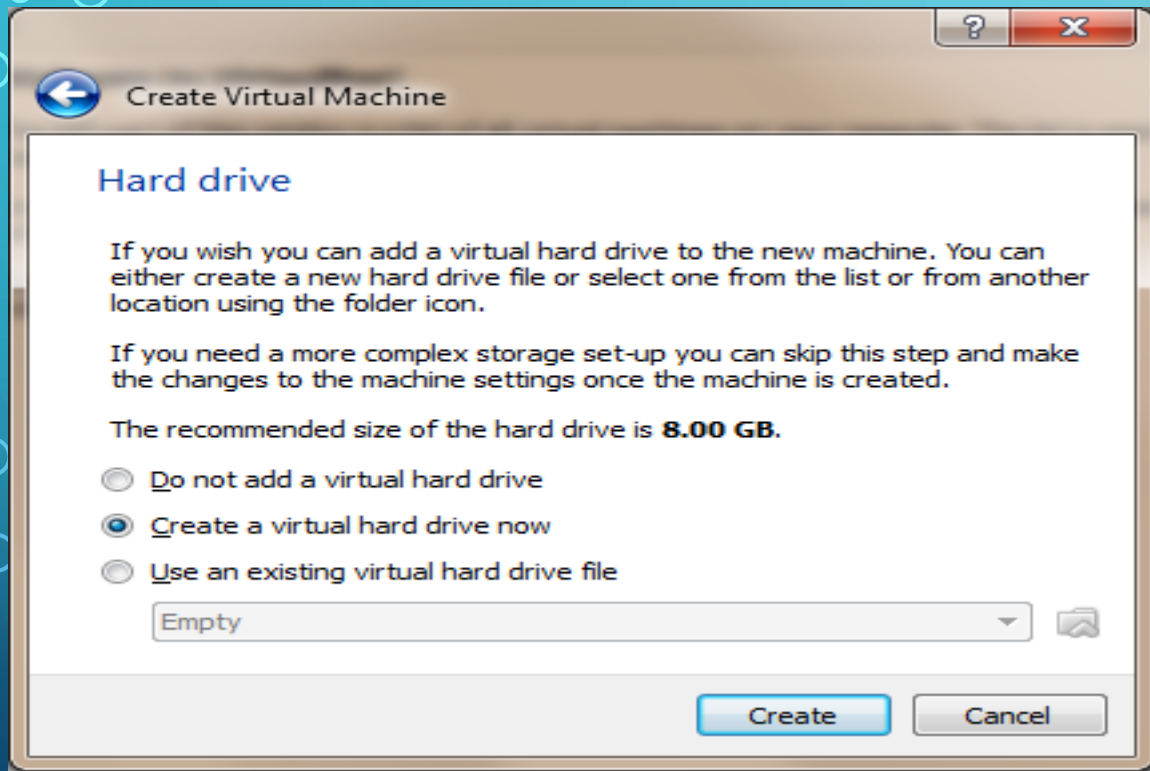 Create Virtual Machine
Hard drive
If you wish you can add a virtual hard drive to the new machine. You can
either create a new hard drive file or select one from the list or from another
location using the folder icon.
If you need a more complex storage set-up you can skip this step and make
the changes to the machine settings once the machine is created.
The recommended size of the hard drive is 8.00 GB.
Do not add a virtual hard drive
Create a virtual hard drive now
Use an existing virtual hard drive file
Empty
Create Cancel